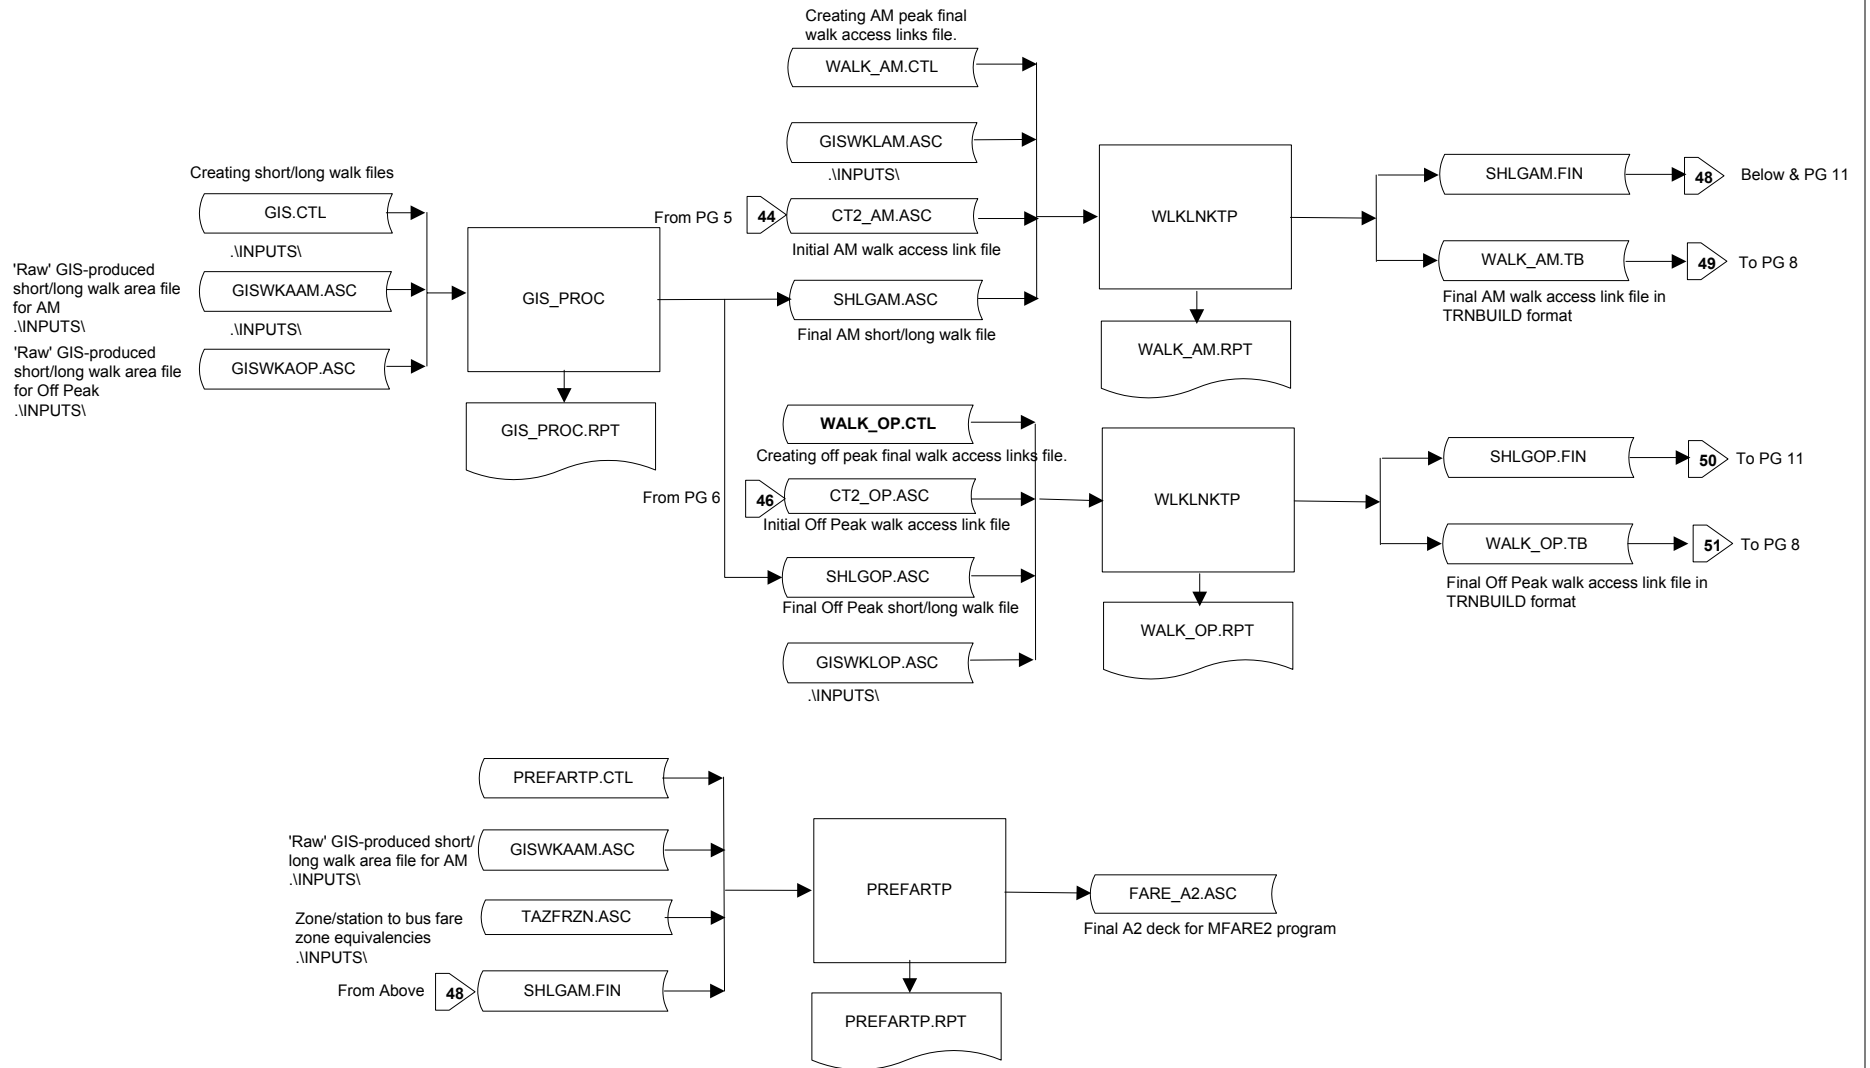 Creating AM peak final
walk access links file.
WALK_AM.CTL
GISWKLAM.ASC
.\INPUTS\
From PG 5
44
CT2_AM.ASC
Initial AM walk access link file
SHLGAM.ASC
Final AM short/long walk file
Creating short/long walk files
GIS.CTL
.\INPUTS\
'Raw' GIS-produced
short/long walk area file
for AM
.\INPUTS\
GISWKAAM.ASC
.\INPUTS\
'Raw' GIS-produced
short/long walk area file
for Off Peak
.\INPUTS\
GISWKAOP.ASC
GIS_PROC
GIS_PROC.RPT
WLKLNKTP
WALK_AM.RPT
SHLGAM.FIN
48
Below & PG 11
WALK_AM.TB
49
To PG 8
Final AM walk access link file in
TRNBUILD format
WALK_OP.CTL
Creating off peak final walk access links file.
From PG 6
46
CT2_OP.ASC
Initial Off Peak walk access link file
SHLGOP.ASC
Final Off Peak short/long walk file
GISWKLOP.ASC
.\INPUTS\
WLKLNKTP
WALK_OP.RPT
SHLGOP.FIN
50
To PG 11
WALK_OP.TB
51
To PG 8
Final Off Peak walk access link file in
TRNBUILD format
PREFARTP.CTL
'Raw' GIS-produced short/
long walk area file for AM
.\INPUTS\
GISWKAAM.ASC
Zone/station to bus fare
zone equivalencies
.\INPUTS\
TAZFRZN.ASC
From Above
48
SHLGAM.FIN
PREFARTP
PREFARTP.RPT
FARE_A2.ASC
Final A2 deck for MFARE2 program